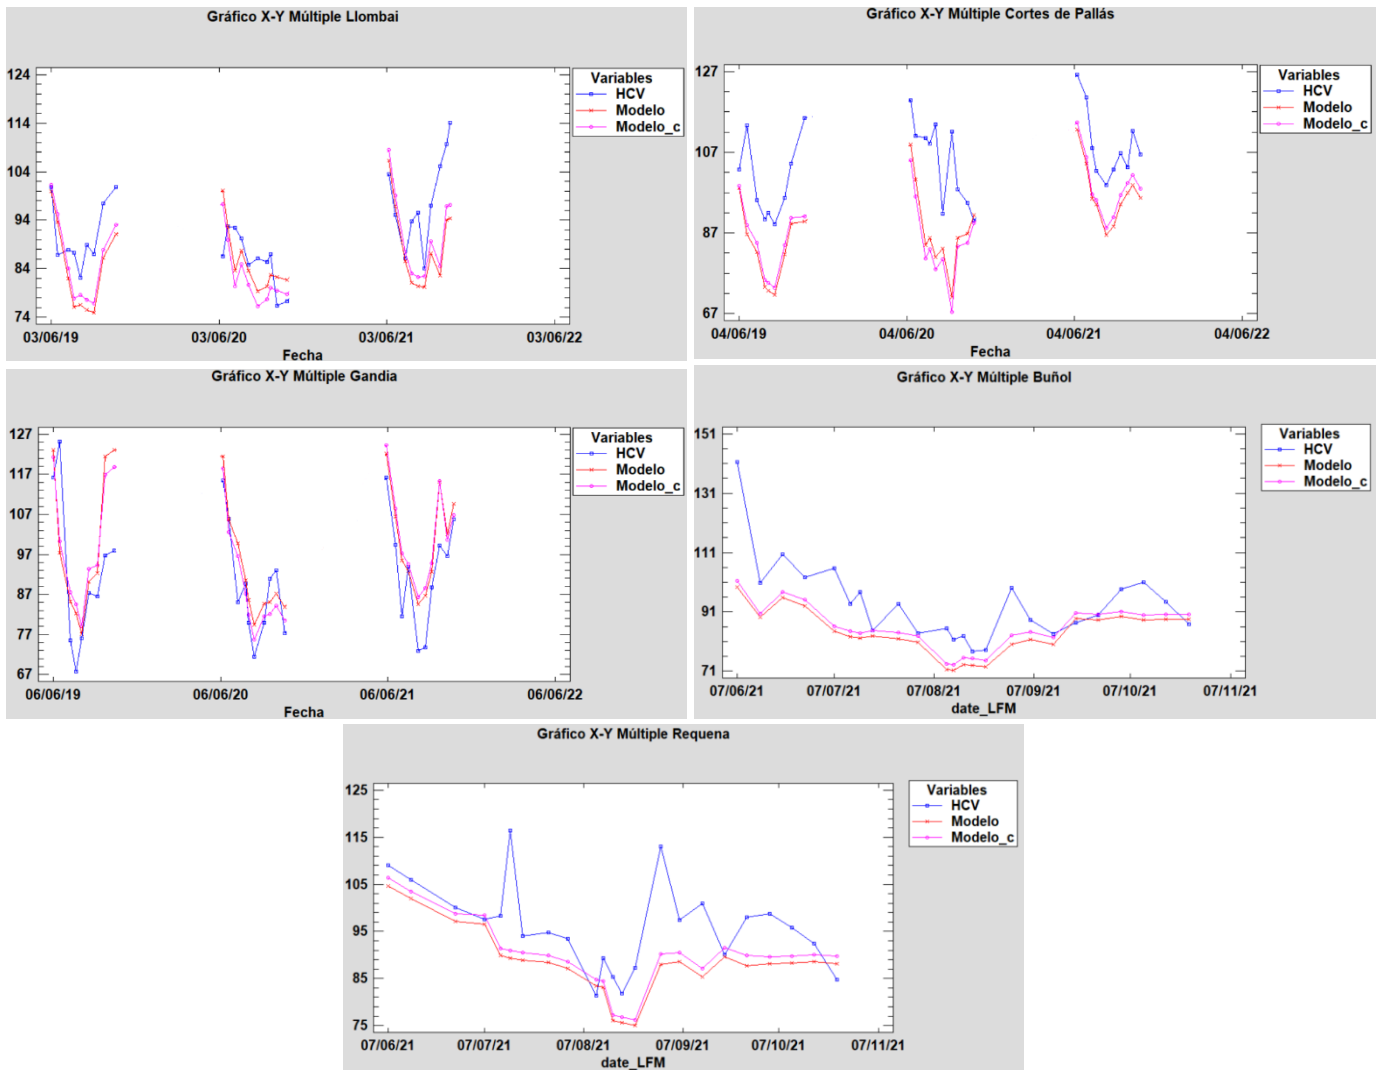 Gráfico X-Y Múltiple Llombai
124
114
104
94
84
74
03/06/19
03/06/20
03/06/21
03/06/22
Fecha
Variables
HCV
Modelo
Modelo_c
Gráfico X-Y Múltiple Cortes de Pallás
127
107
87
67
04/06/19
04/06/20
04/06/21
04/06/22
Fecha
Variables
HCV
Modelo
Modelo_c
Gráfico X-Y Múltiple Gandia
127
117
107
97
87
77
67
06/06/19
06/06/20
06/06/21
06/06/22
Fecha
Variables
HCV
Modelo
Modelo_c
Gráfico X-Y Múltiple Buñol
151
131
111
91
71
07/06/21
07/07/21
07/08/21
07/09/21
07/10/21
07/11/21
date_LFM
Variables
HCV
Modelo
Modelo_c
Gráfico X-Y Múltiple Requena
125
115
105
95
85
75
07/06/21
07/07/21
07/08/21
07/09/21
07/10/21
07/11/21
date_LFM
Variables
HCV
Modelo
Modelo_c